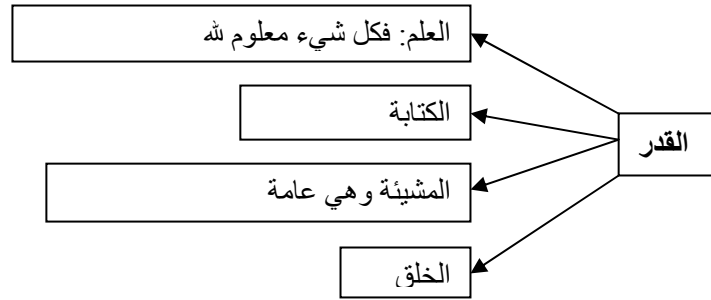 العلم: فكل شيء معلوم لله
الكتابة
القدر
المشيئة وهي عامة
الخلق